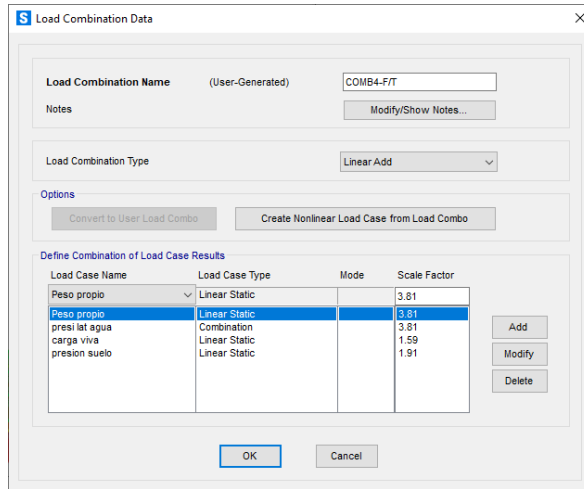 S Load Combination Data
Load Combination Name (User-Generated) COMB4-F/T
Notes Modify/Show Notes...
Load Combination Type Linear Add
Options
Convert to User Load Combo Create Nonlinear Load Case from Load Combo
Define Combination of Load Case Results
Load Case Name Load Case Type Mode Scale Factor
Peso propio Linear Static 3.81
Peso propio Linear Static 3.81
presi lat agua Combination 3.81
carga viva Linear Static 1.59
presion suelo Linear Static 1.91
Add
Modify
Delete
OK Cancel